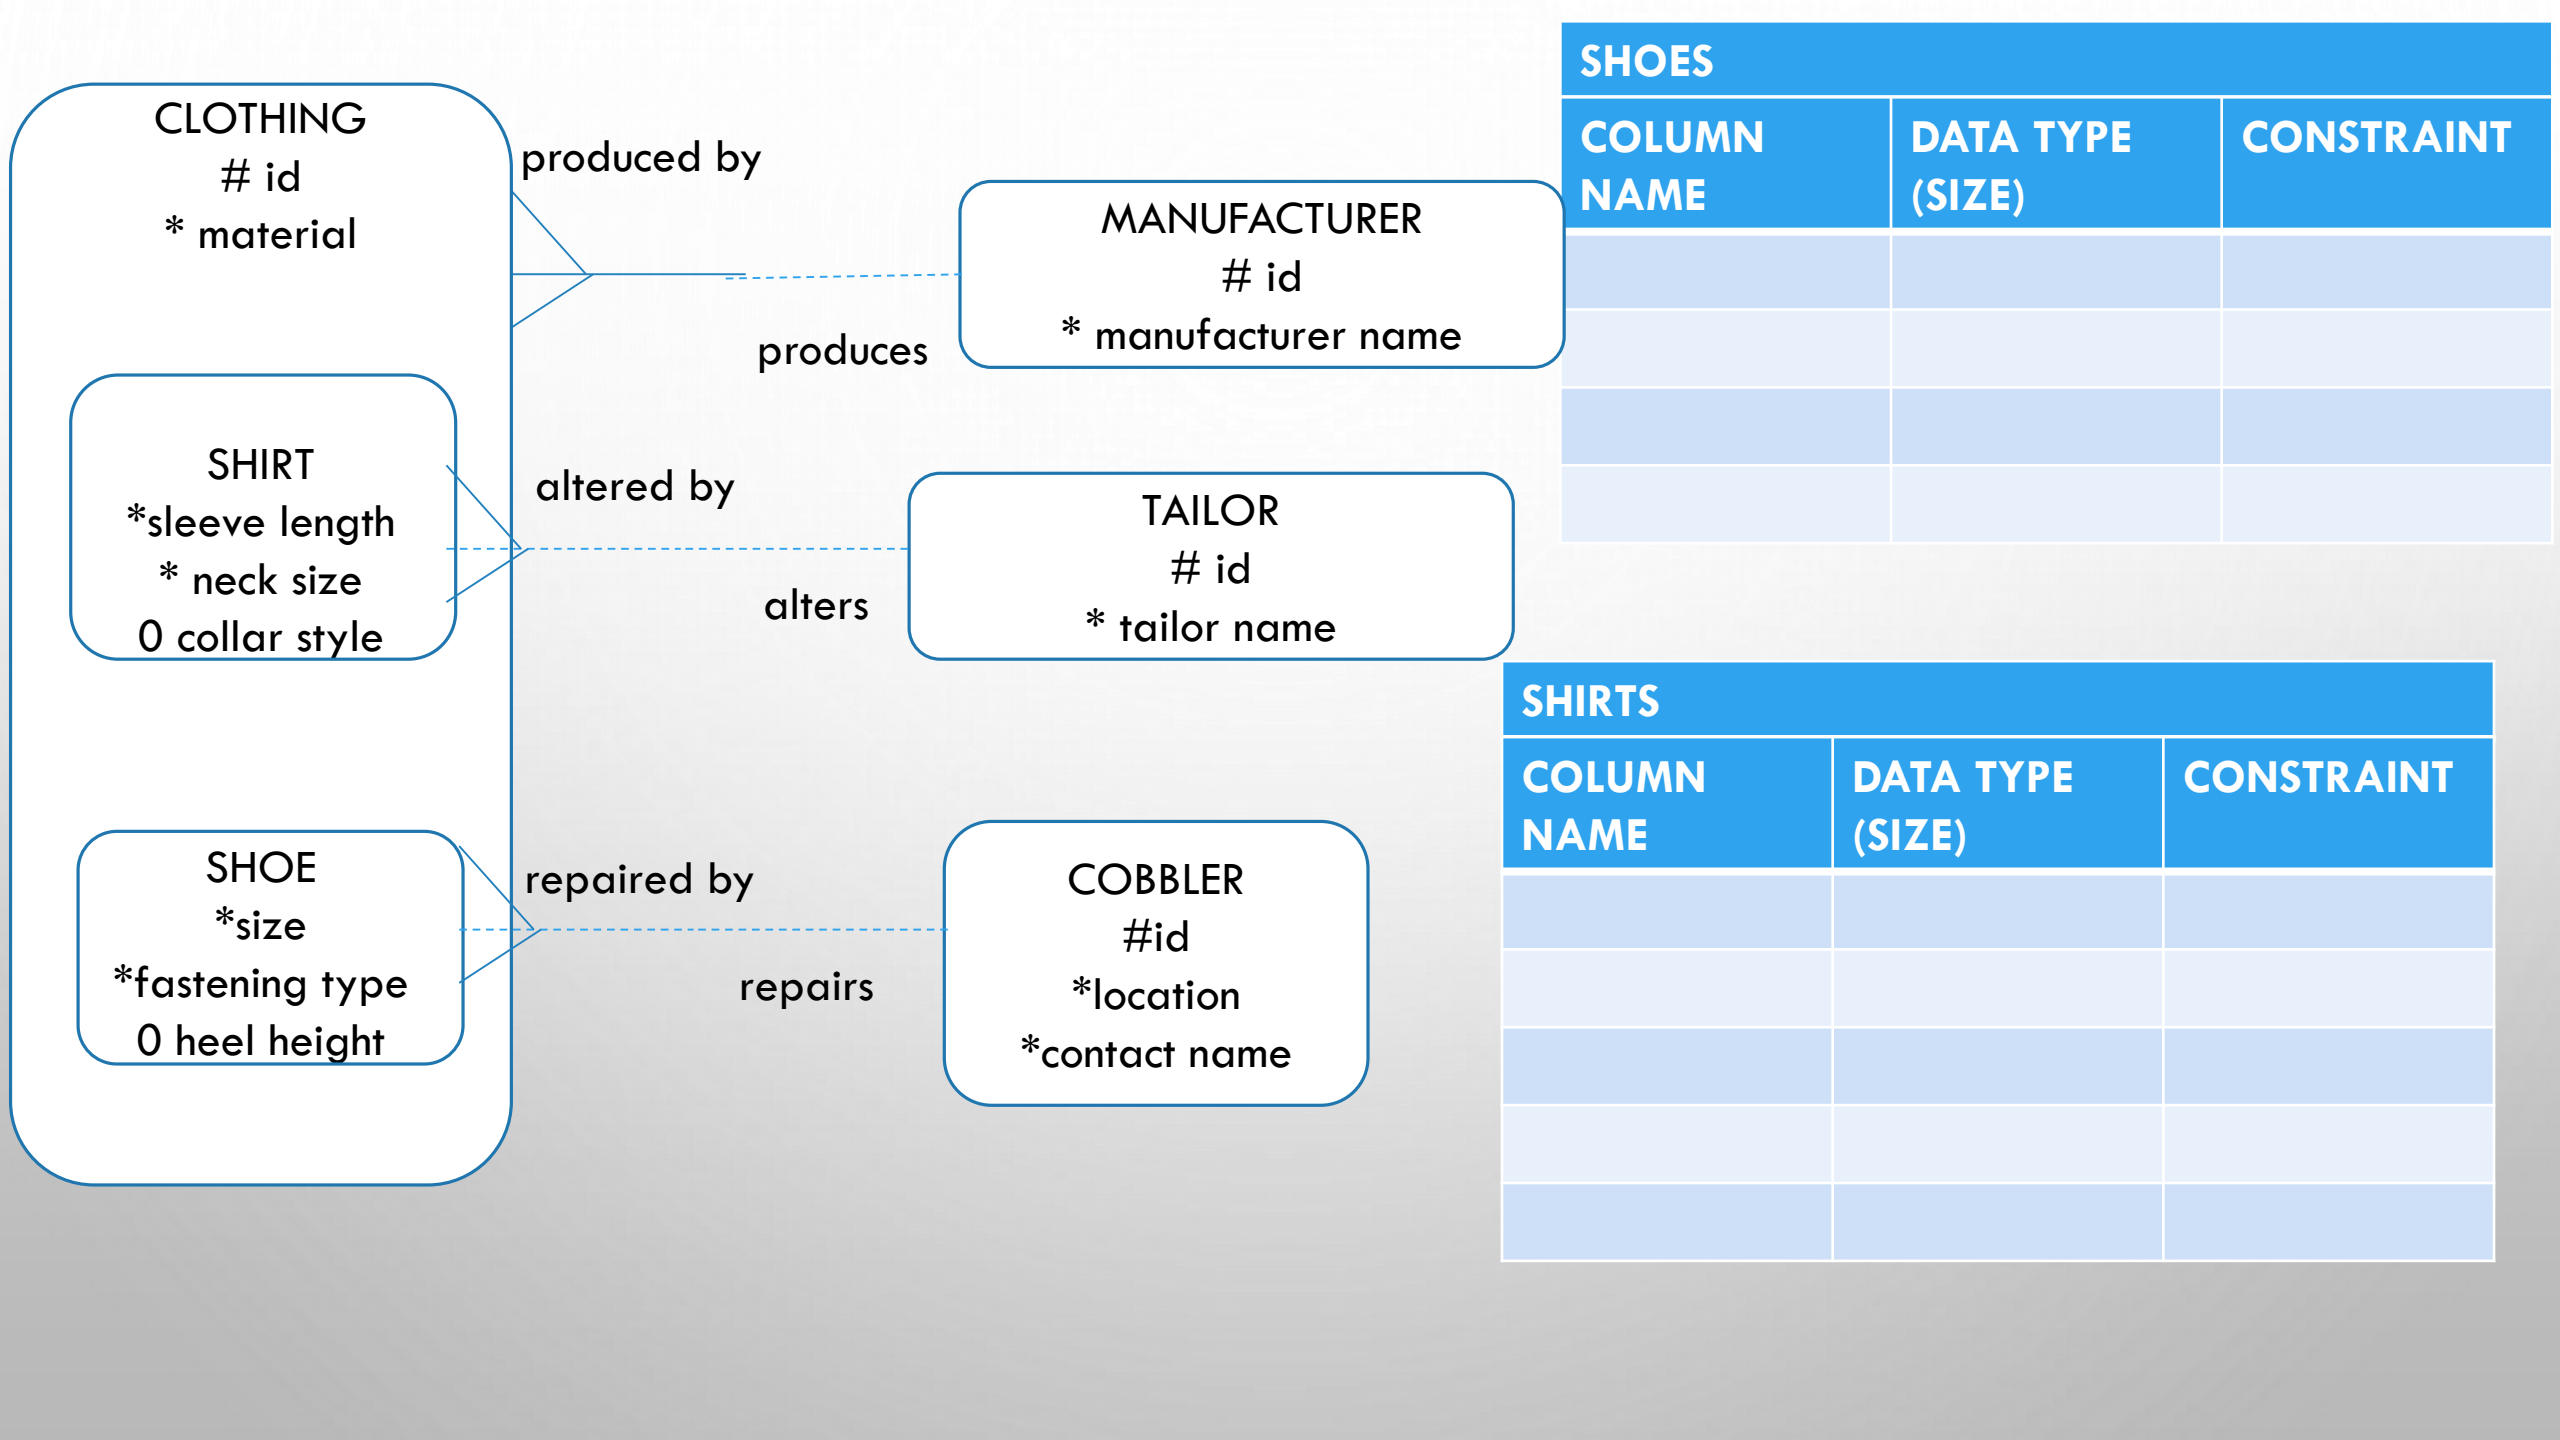 CLOTHING
# id
* material
SHIRT
*sleeve length
* neck size
0 collar style
SHOE
*size
*fastening type
0 heel height
produced by
produces
altered by
alters
repaired by
repairs
MANUFACTURER
# id
* manufacturer name
TAILOR
# id
* tailor name
COBBLER
#id
*location
*contact name
SHOES
COLUMN NAME
DATA TYPE (SIZE)
CONSTRAINT
SHIRTS
COLUMN NAME
DATA TYPE (SIZE)
CONSTRAINT